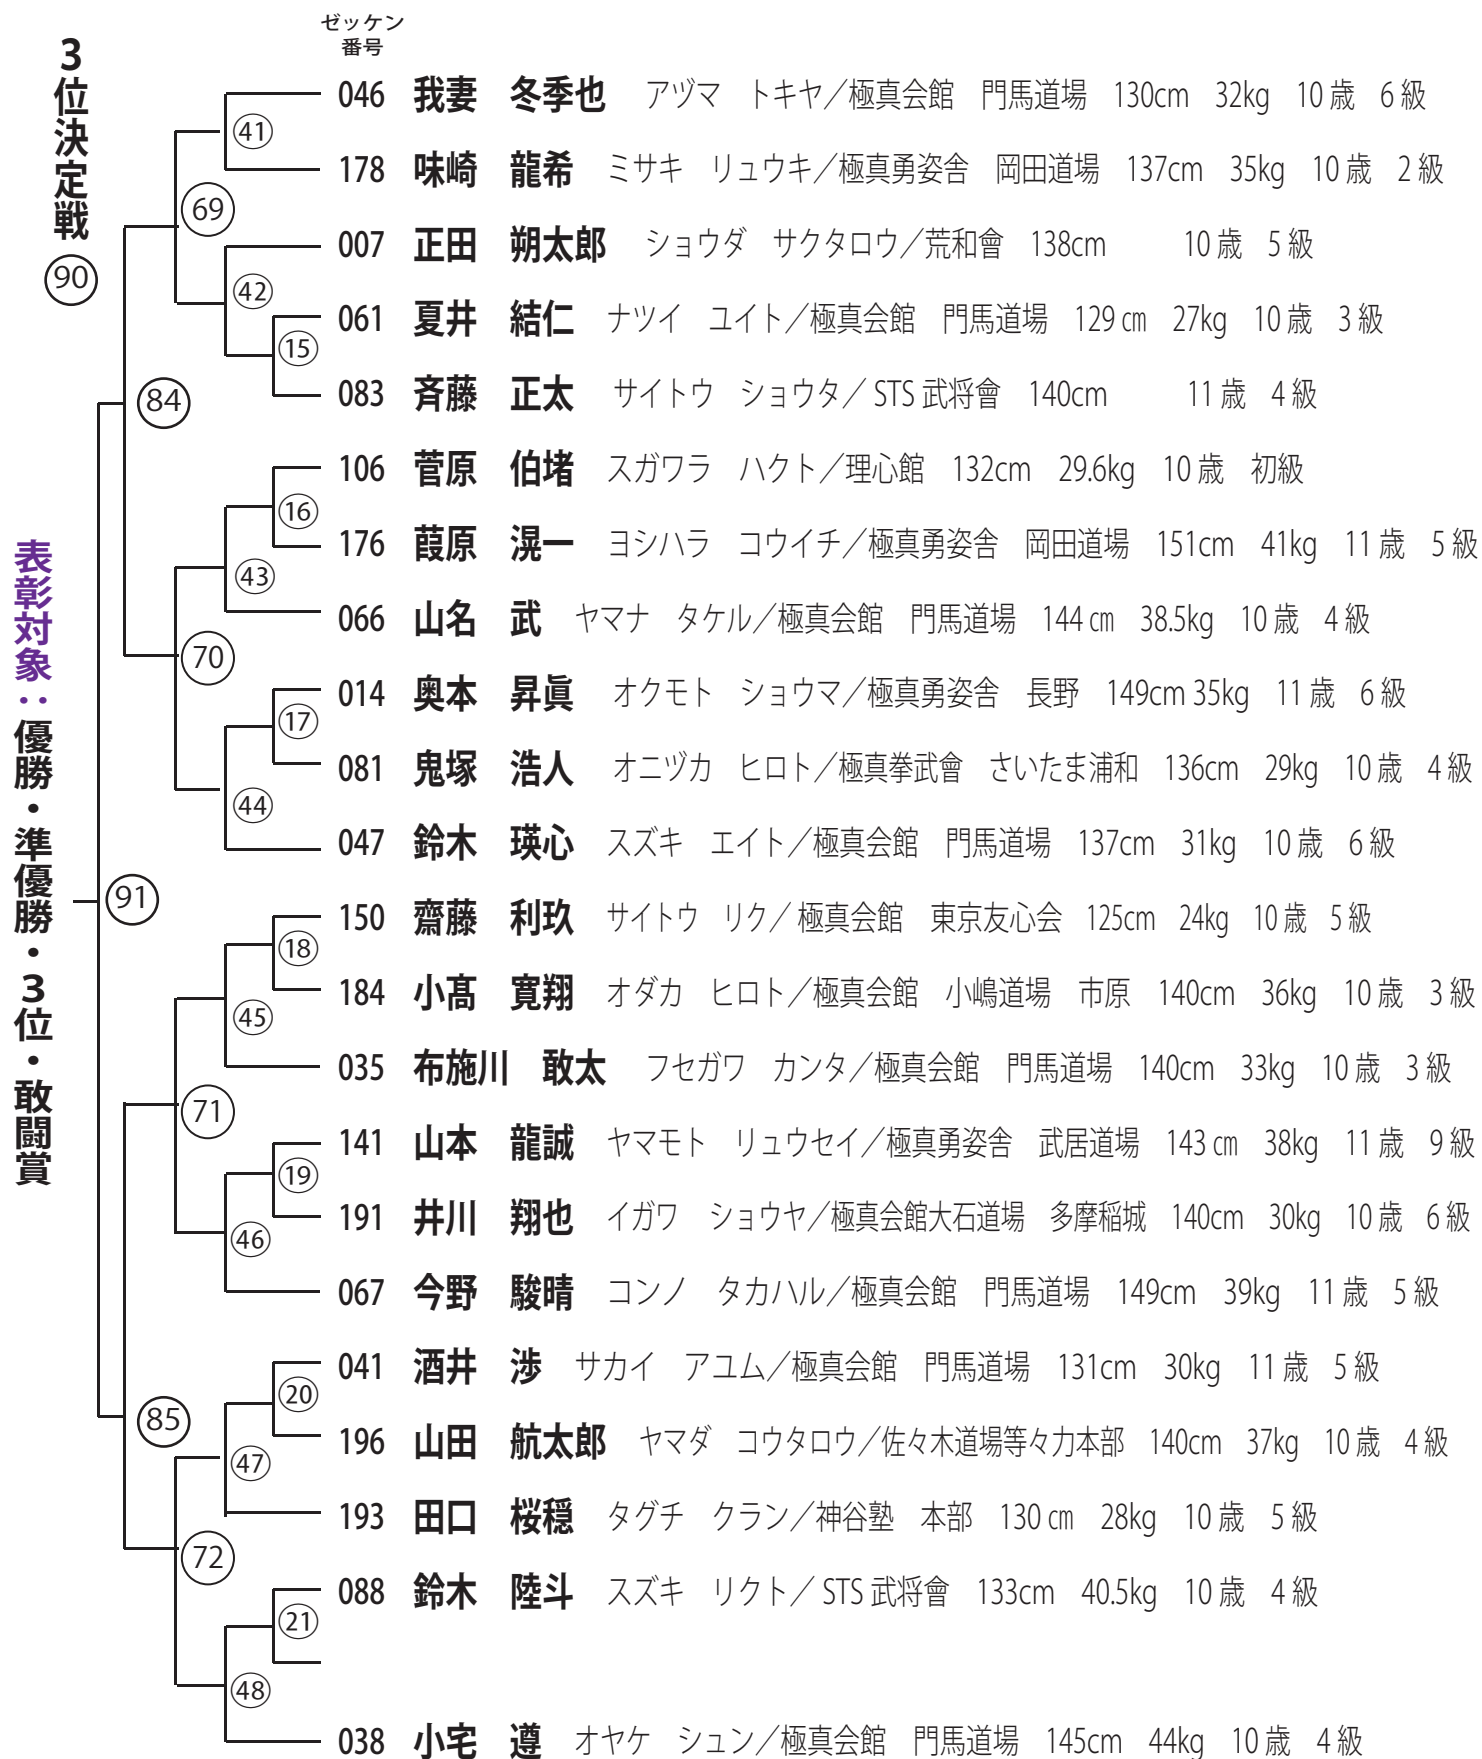 ゼッケン
番号
3位決定戦
90
表彰対象：優勝・準優勝・3位・敢闘賞
046 我妻　冬季也　アヅマ　トキヤ／極真会館　門馬道場　130cm　32kg　10歳　6級
41
178 味崎　龍希　ミサキ　リュウキ／極真勇姿舎　岡田道場　137cm　35kg　10歳　2級
69
007 正田　朔太郎　ショウダ　サクタロウ／荒和會　138cm　　　10歳　5級
42
061 夏井　結仁　ナツイ　ユイト／極真会館　門馬道場　129㎝　27kg　10歳　3級
15
083 斉藤　正太　サイトウ　ショウタ／STS武将會　140cm　　　11歳　4級
84
106 菅原　伯堵　スガワラ　ハクト／理心館　132cm　29.6kg　10歳　初級
16
176 葭原　滉一　ヨシハラ　コウイチ／極真勇姿舎　岡田道場　151cm　41kg　11歳　5級
43
066 山名　武　ヤマナ　タケル／極真会館　門馬道場　144㎝　38.5kg　10歳　4級
70
014 奥本　昇眞　オクモト　ショウマ／極真勇姿舎　長野　149cm 35kg　11歳　6級
17
081 鬼塚　浩人　オニヅカ　ヒロト／極真拳武會　さいたま浦和　136cm　29kg　10歳　4級
44
047 鈴木　瑛心　スズキ　エイト／極真会館　門馬道場　137cm　31kg　10歳　6級
91
150 齋藤　利玖　サイトウ　リク／極真会館　東京友心会　125cm　24kg　10歳　5級
18
184 小髙　寛翔　オダカ　ヒロト／極真会館　小嶋道場　市原　140cm　36kg　10歳　3級
45
035 布施川　敢太　フセガワ　カンタ／極真会館　門馬道場　140cm　33kg　10歳　3級
71
141 山本　龍誠　ヤマモト　リュウセイ／極真勇姿舎　武居道場　143㎝　38kg　11歳　9級
19
191 井川　翔也　イガワ　ショウヤ／極真会館大石道場　多摩稲城　140cm　30kg　10歳　6級
46
067 今野　駿晴　コンノ　タカハル／極真会館　門馬道場　149cm　39kg　11歳　5級
041 酒井　渉　サカイ　アユム／極真会館　門馬道場　131cm　30kg　11歳　5級
20
85
196 山田　航太郎　ヤマダ　コウタロウ／佐々木道場等々力本部　140cm　37kg　10歳　4級
47
193 田口　桜穏　タグチ　クラン／神谷塾　本部　130㎝　28kg　10歳　5級
72
088 鈴木　陸斗　スズキ　リクト／STS武将會　133cm　40.5kg　10歳　4級
21
48
038 小宅　遵　オヤケ　シュン／極真会館　門馬道場　145cm　44kg　10歳　4級